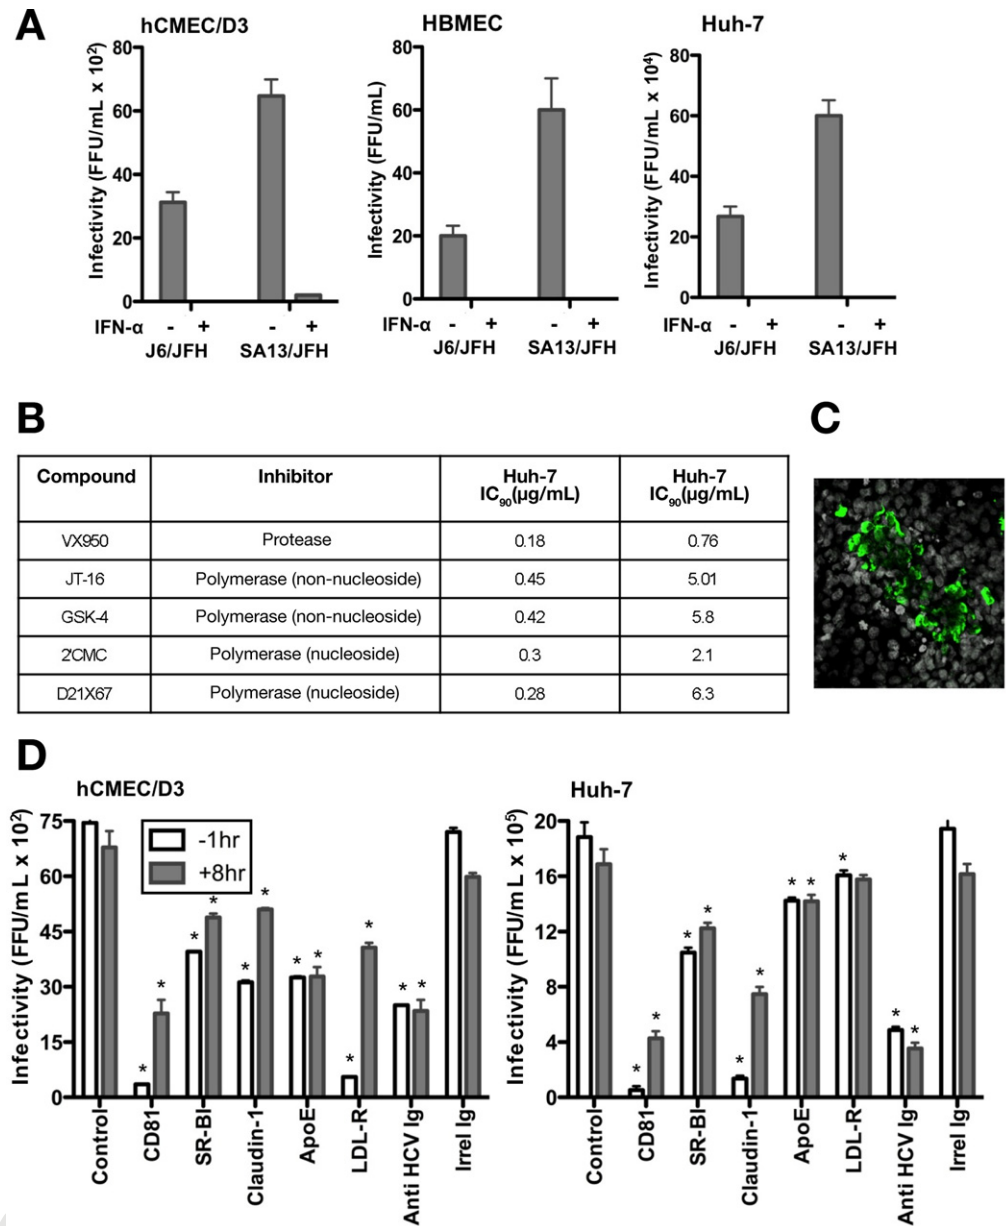 A
hCMEC/D3
HBMEC
Huh-7
Infectivity (FFU/mL x 10²)
80
60
40
20
0
IFN-α - + - +
J6/JFH SA13/JFH
Infectivity (FFU/mL)
80
60
40
20
0
- + - +
J6/JFH SA13/JFH
Infectivity (FFU/mL x 10⁴)
80
60
40
20
0
IFN-α - + - +
J6/JFH SA13/JFH
B
Compound Inhibitor Huh-7 IC₉₀(µg/mL) Huh-7 IC₉₀(µg/mL)
VX950 Protease 0.18 0.76
JT-16 Polymerase (non-nucleoside) 0.45 5.01
GSK-4 Polymerase (non-nucleoside) 0.42 5.8
2'CMC Polymerase (nucleoside) 0.3 2.1
D21X67 Polymerase (nucleoside) 0.28 6.3
C
D
hCMEC/D3
Infectivity (FFU/mL x 10²)
75
60
45
30
15
0
-1hr
+8hr
* * * * * * * * * * * *
Control
CD81
SR-BI
Claudin-1
ApoE
LDL-R
Anti HCV Ig
Irrel Ig
Huh-7
Infectivity (FFU/mL x 10⁵)
20
16
12
8
4
0
* * * * * * * * * * *
Control
CD81
SR-BI
Claudin-1
ApoE
LDL-R
Anti HCV Ig
Irrel Ig